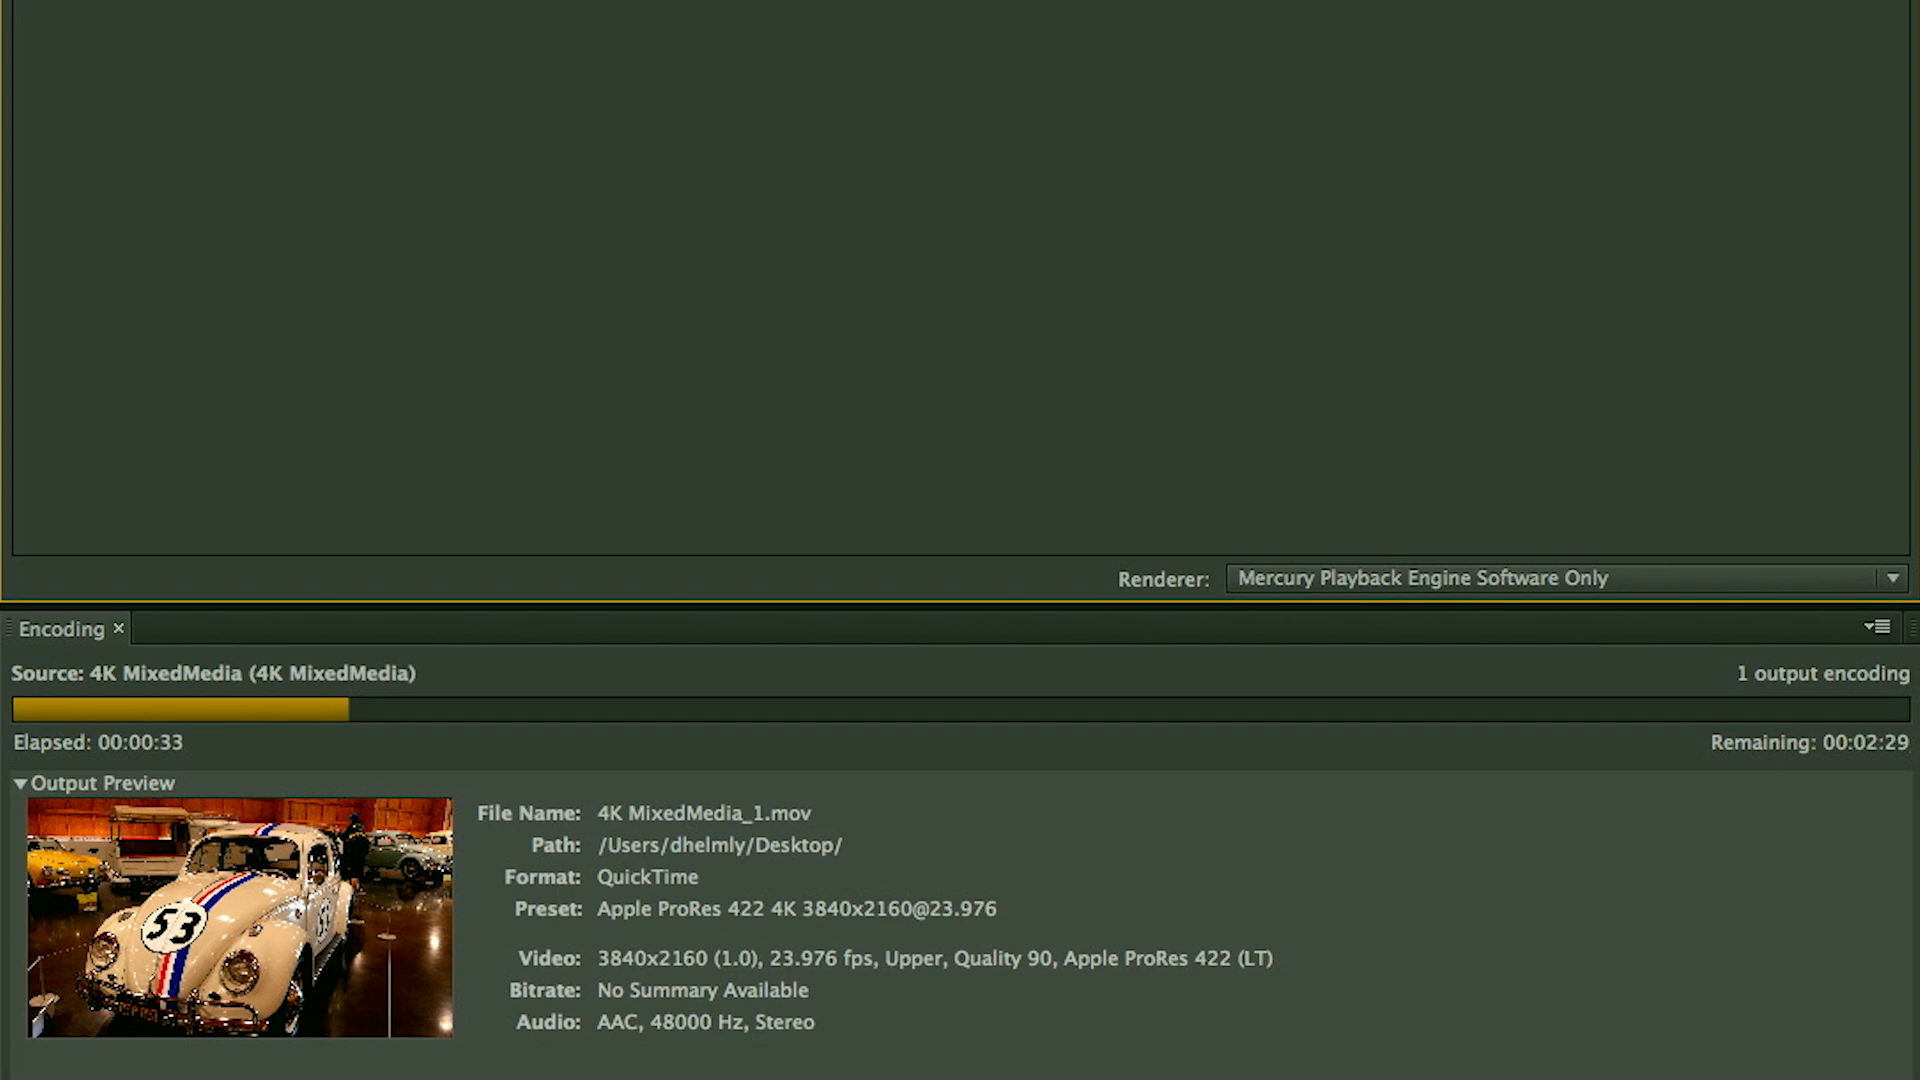 Renderer: Mercury Playback Engine Software Only
Encoding ×
Source: 4K MixedMedia (4K MixedMedia) 1 output encoding
Elapsed: 00:00:33 Remaining: 00:02:29
Output Preview
File Name: 4K MixedMedia_1.mov
Path: /Users/dhelmly/Desktop/
Format: QuickTime
Preset: Apple ProRes 422 4K 3840x2160@23.976
Video: 3840x2160 (1.0), 23.976 fps, Upper, Quality 90, Apple ProRes 422 (LT)
Bitrate: No Summary Available
Audio: AAC, 48000 Hz, Stereo
53
53